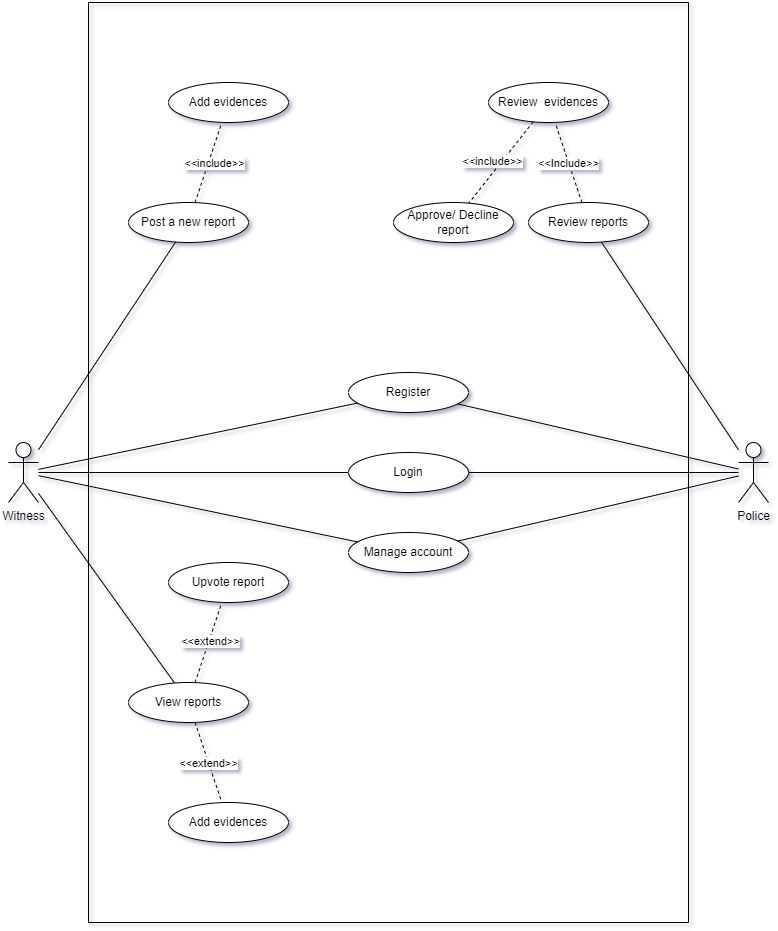 Add evidences
Review  evidences
<<include>>
<<include>>
<<Include>>
Post a new report
Approve/ Decline
report
Review reports
Register
Login
Witness
Police
Manage account
Upvote report
<<extend>>
View reports
<<extend>>
Add evidences